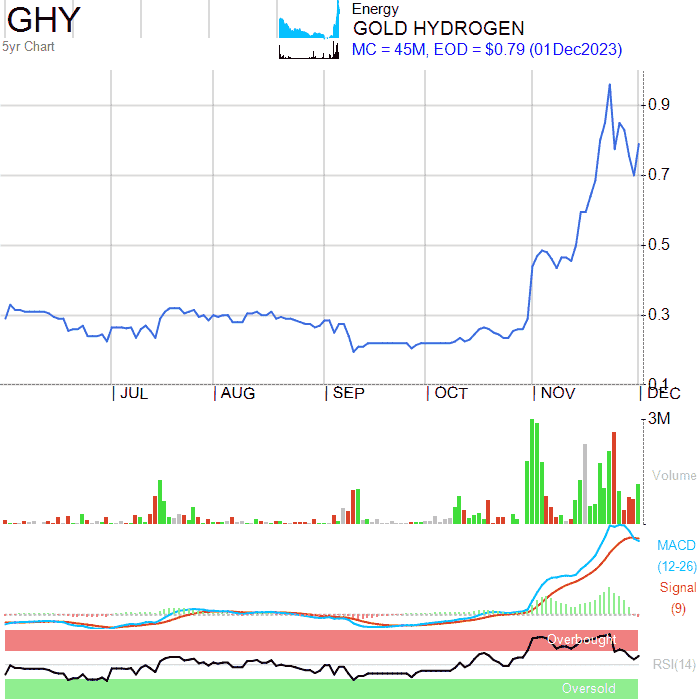 GHY
5yr Chart
Energy
GOLD HYDROGEN
MC = 45M, EOD = $0.79 (01Dec2023)
0.9
0.7
0.5
0.3
0.1
JUL AUG SEP OCT NOV DEC
3M
Volume
MACD
(12-26)
Signal
(9)
Overbought
RSI(14)
Oversold